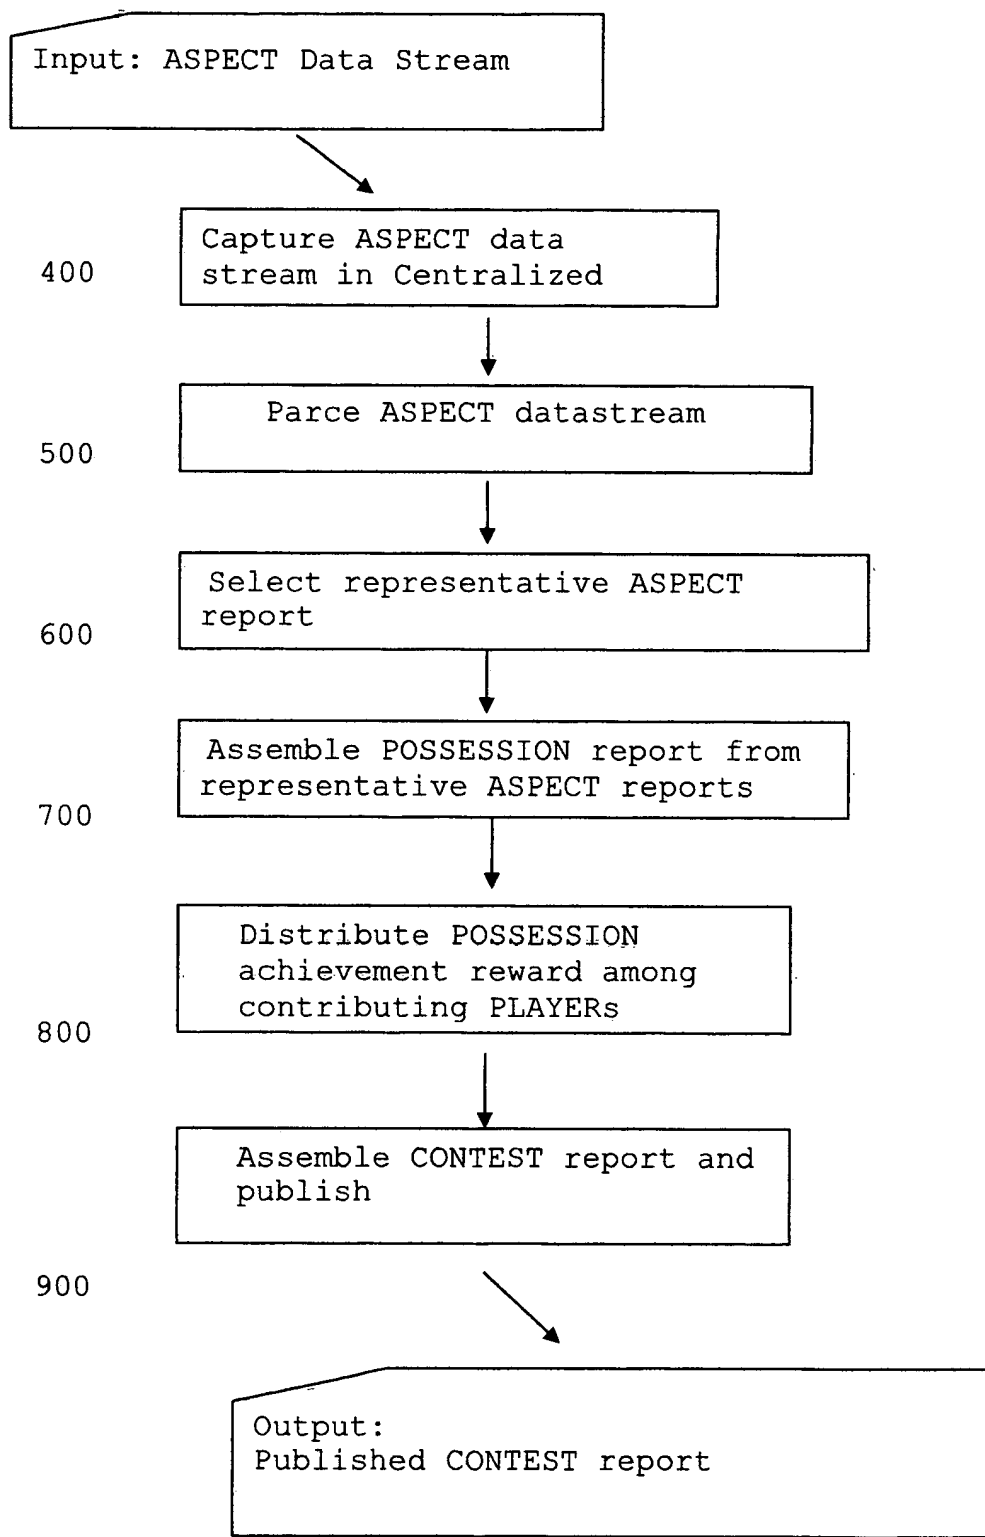 Input: ASPECT Data Stream
Capture ASPECT data
stream in Centralized
400
Parce ASPECT datastream
500
Select representative ASPECT
report
600
Assemble POSSESSION report from
representative ASPECT reports
700
Distribute POSSESSION
achievement reward among
contributing PLAYERs
800
Assemble CONTEST report and
publish
900
Output:
Published CONTEST report